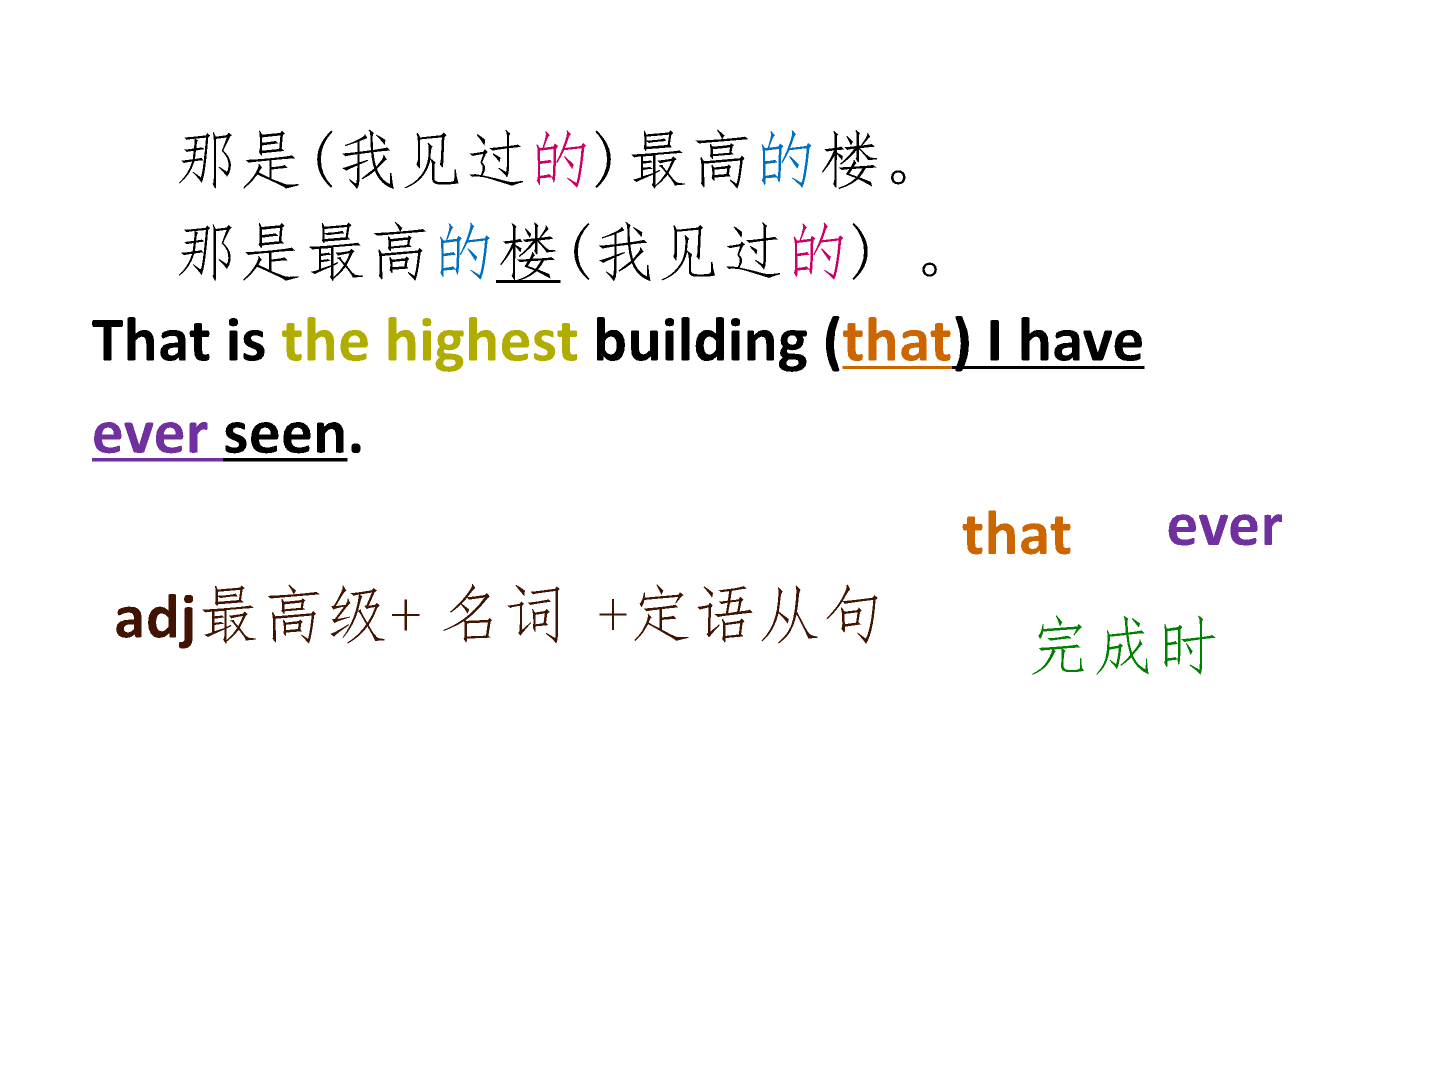 那是(我见过的)最高的楼。
那是最高的楼(我见过的) 。
That is the highest building (that) I have
ever seen.
that ever
adj最高级+ 名词 +定语从句
完成时